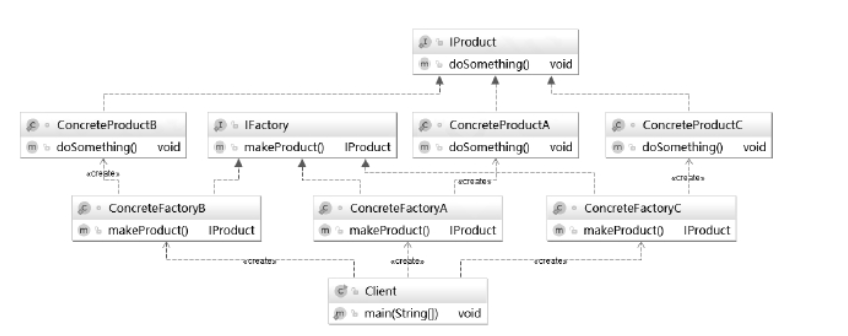 IProduct
doSomething() void
ConcreteProductB
doSomething() void
IFactory
makeProduct() IProduct
ConcreteProductA
doSomething() void
ConcreteProductC
doSomething() void
«create»
«create»
«create»
ConcreteFactoryB
makeProduct() IProduct
ConcreteFactoryA
makeProduct() IProduct
ConcreteFactoryC
makeProduct() IProduct
«create»
«create»
«create»
Client
main(String[]) void